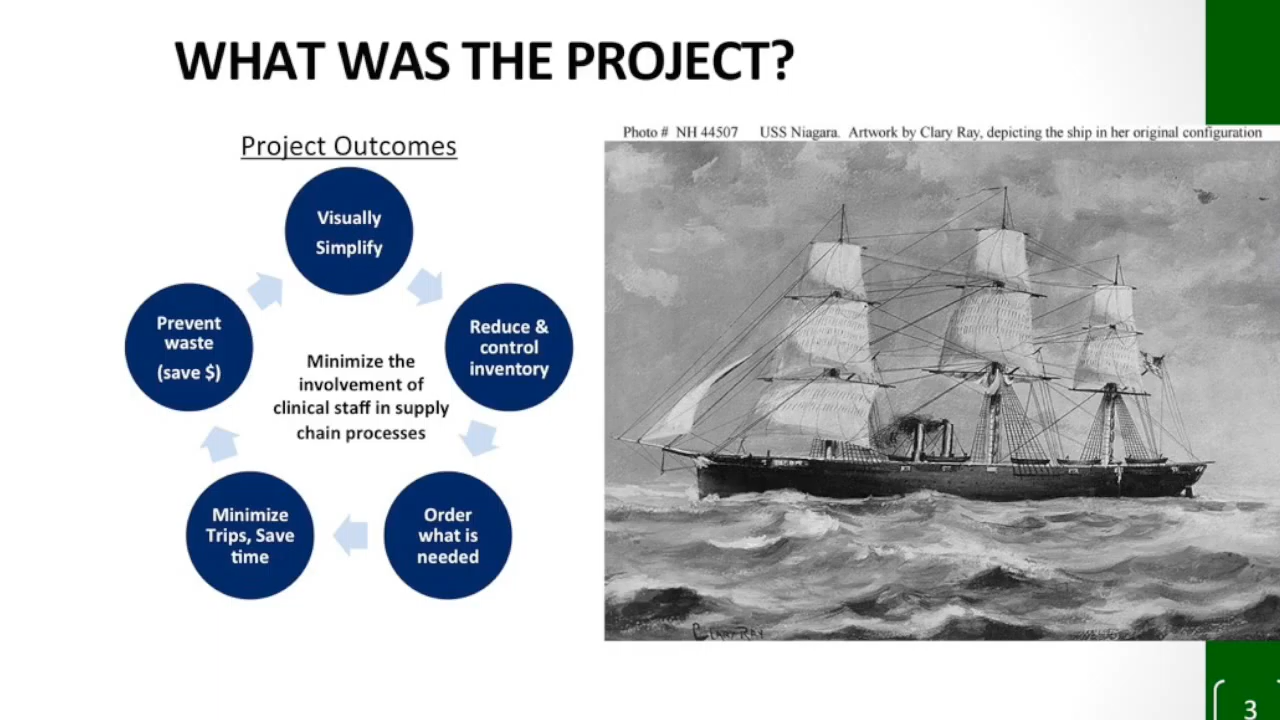 WHAT WAS THE PROJECT?
Project Outcomes
Visually
Simplify
Reduce &
control
inventory
Order
what is
needed
Minimize
Trips, Save
time
Prevent
waste
(save $)
Minimize the
involvement of
clinical staff in supply
chain processes
Photo # NH 44507 USS Niagara. Artwork by Clary Ray, depicting the ship in her original configuration
CLARY RAY
3